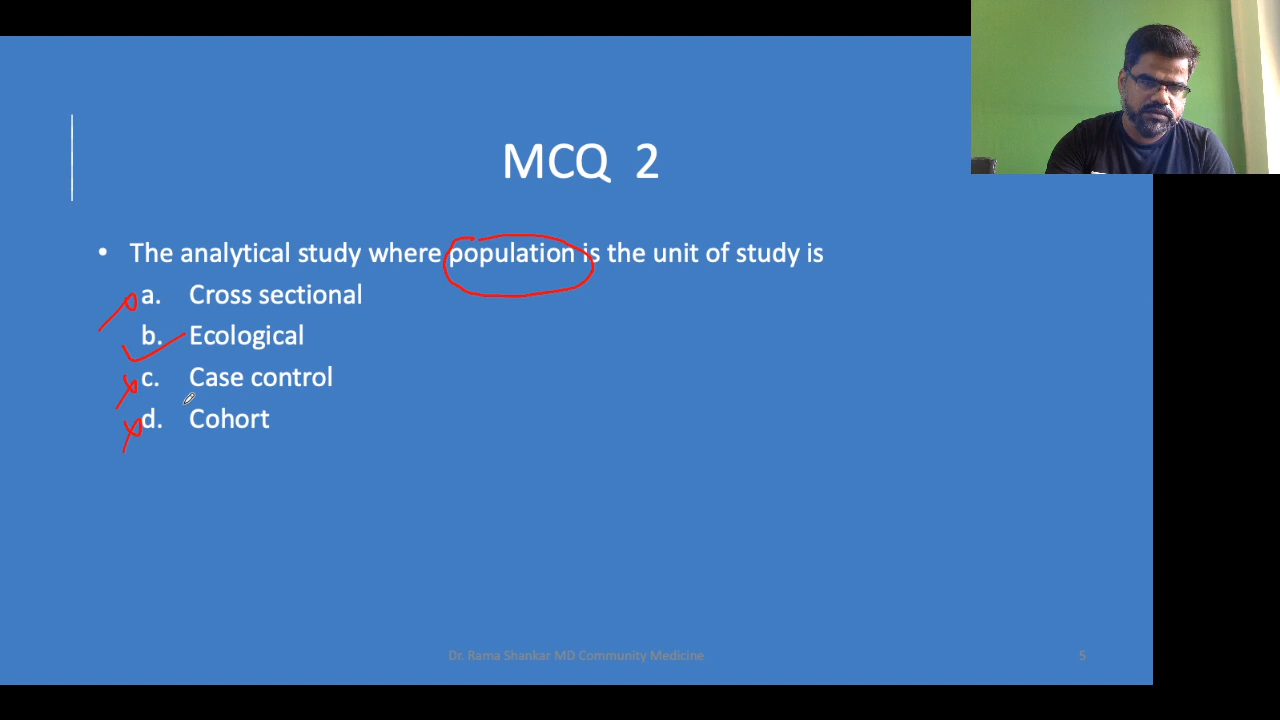 MCQ 2
• The analytical study where population is the unit of study is
a. Cross sectional
b. Ecological
c. Case control
d. Cohort
Dr. Rama Shankar MD Community Medicine
5